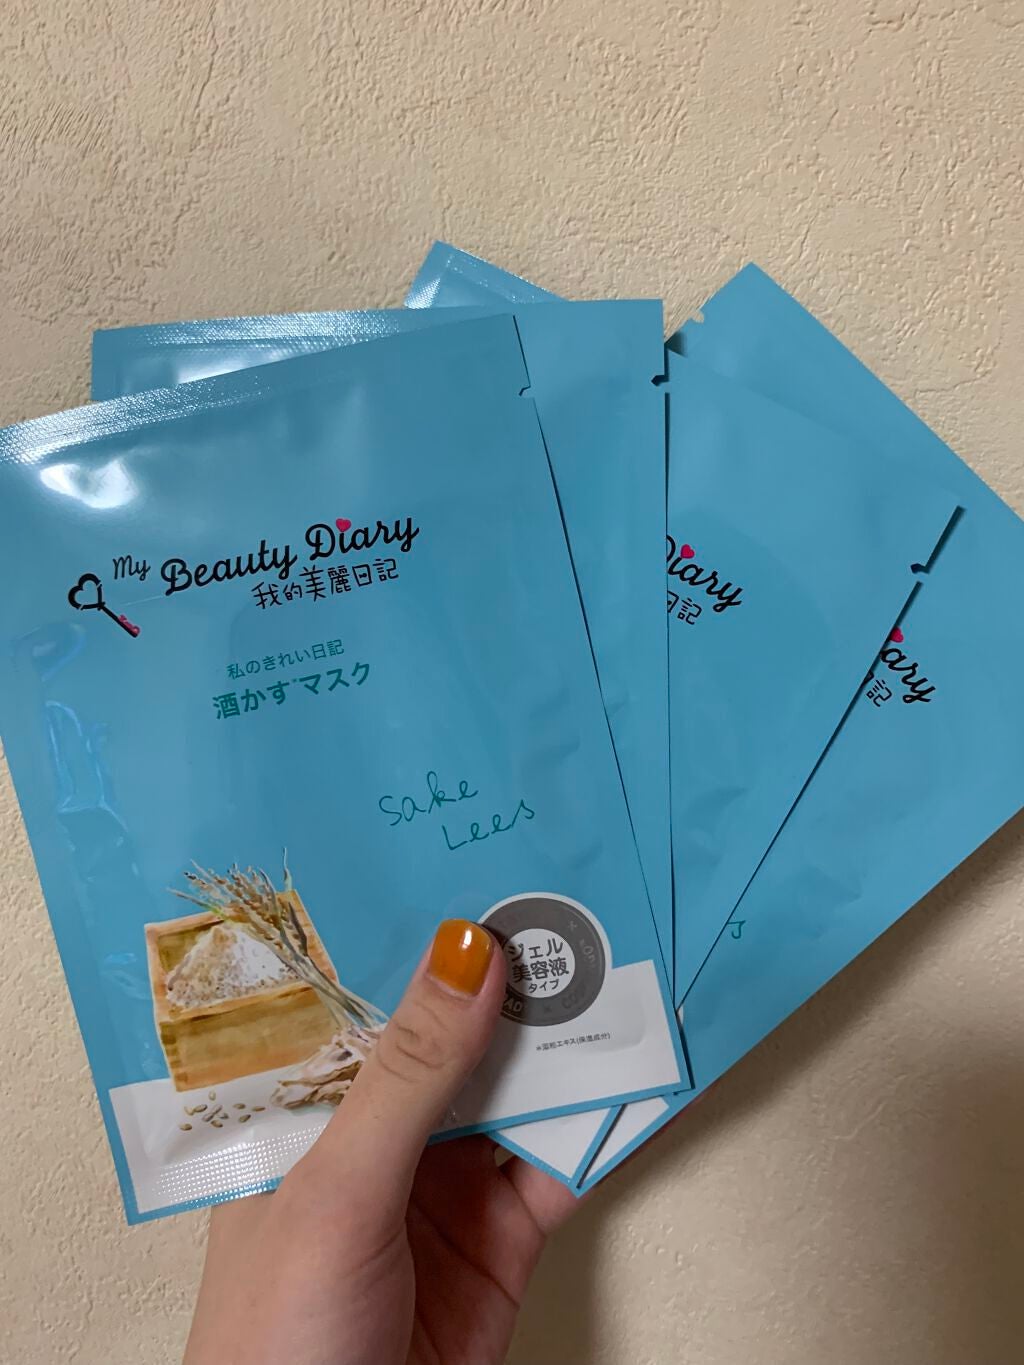 My Beauty Diary
我的美麗日記
私のきれい日記
酒かす*マスク
Sake
Lees
ジェル
美容液
タイプ
※酒粕エキス(保湿成分)
Diary
日記
ary
記
s